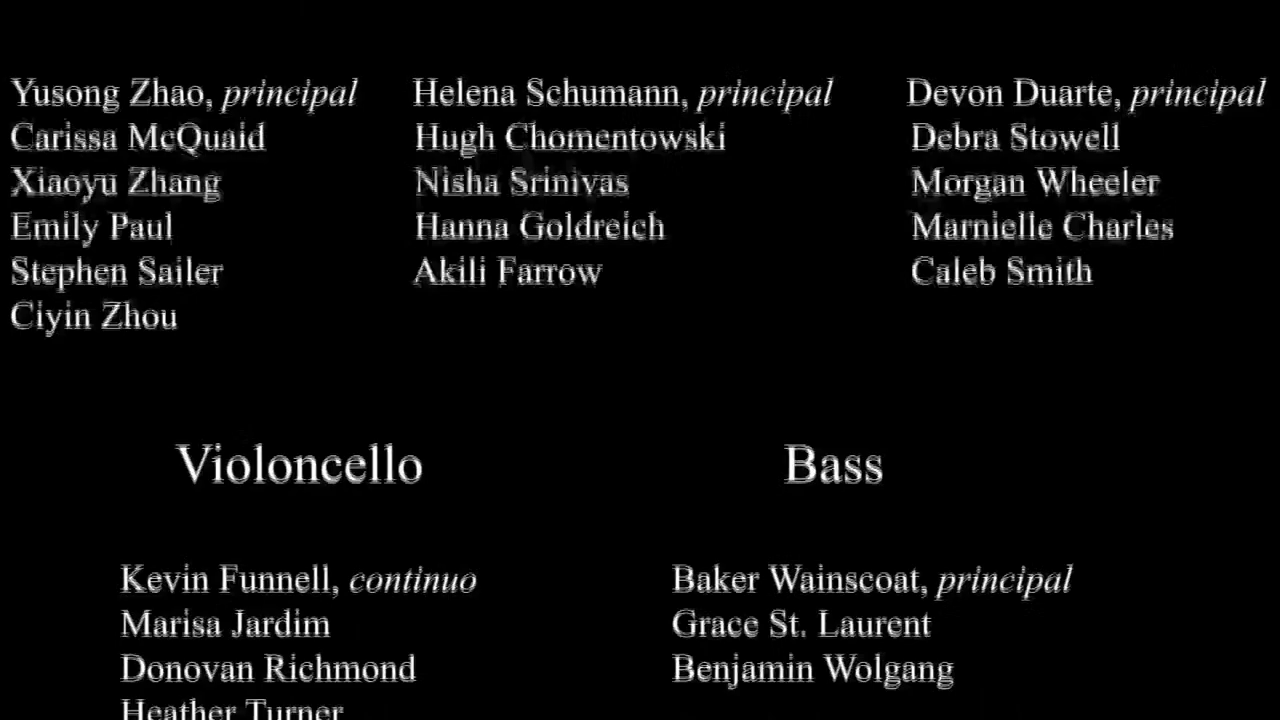 Yusong Zhao, principal
Carissa McQuaid
Xiaoyu Zhang
Emily Paul
Stephen Sailer
Ciyin Zhou
Helena Schumann, principal
Hugh Chomentowski
Nisha Srinivas
Hanna Goldreich
Akili Farrow
Devon Duarte, principal
Debra Stowell
Morgan Wheeler
Marnielle Charles
Caleb Smith
Violoncello
Kevin Funnell, continuo
Marisa Jardim
Donovan Richmond
Heather Turner
Bass
Baker Wainscoat, principal
Grace St. Laurent
Benjamin Wolgang